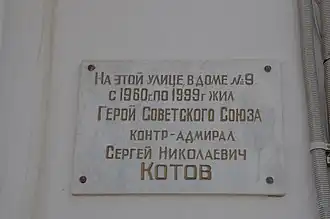 НА ЭТОЙ УЛИЦЕ, В ДОМЕ №9
С 1960г. ПО 1999г ЖИЛ
ГЕРОЙ СОВЕТСКОГО СОЮЗА
КОНТР-АДМИРАЛ
СЕРГЕЙ НИКОЛАЕВИЧ
КОТОВ